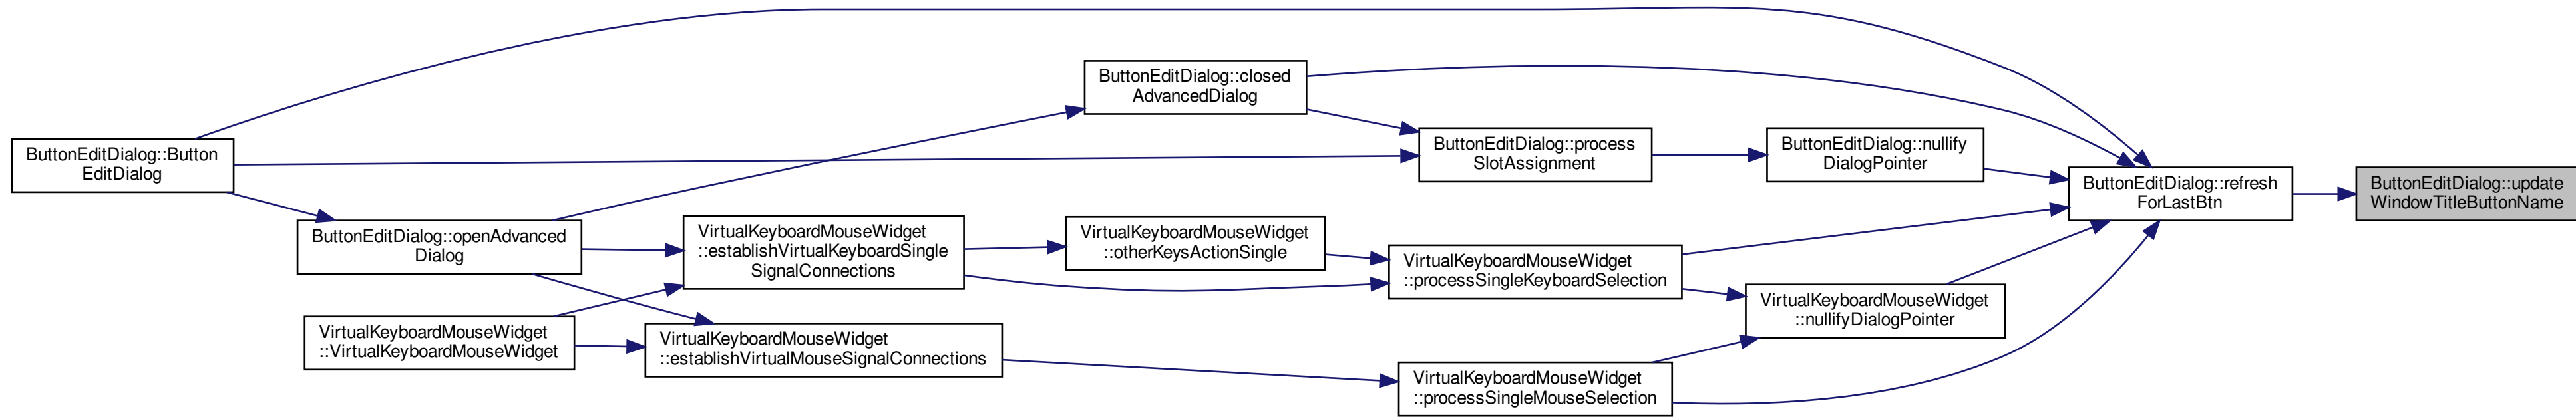 ButtonEditDialog::Button
EditDialog
ButtonEditDialog::openAdvanced
Dialog
VirtualKeyboardMouseWidget
::VirtualKeyboardMouseWidget
VirtualKeyboardMouseWidget
::establishVirtualKeyboardSingle
SignalConnections
VirtualKeyboardMouseWidget
::establishVirtualMouseSignalConnections
ButtonEditDialog::closed
AdvancedDialog
VirtualKeyboardMouseWidget
::otherKeysActionSingle
ButtonEditDialog::process
SlotAssignment
VirtualKeyboardMouseWidget
::processSingleKeyboardSelection
VirtualKeyboardMouseWidget
::processSingleMouseSelection
ButtonEditDialog::nullify
DialogPointer
VirtualKeyboardMouseWidget
::nullifyDialogPointer
ButtonEditDialog::refresh
ForLastBtn
ButtonEditDialog::update
WindowTitleButtonName